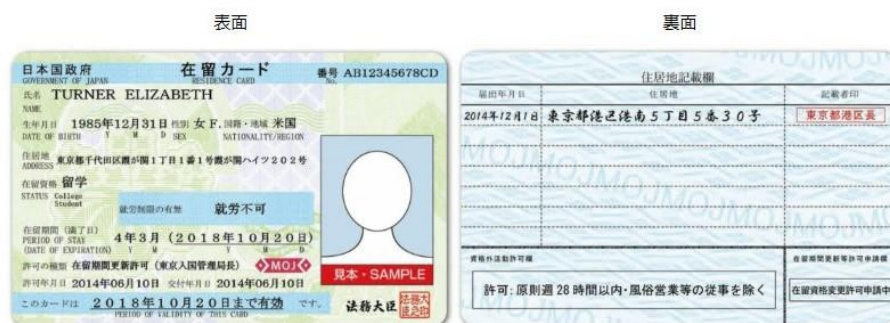 表面
裏面
日本国政府 在留カード 番号 AB12345678CD
GOVERNMENT OF JAPAN RESIDENCE CARD No.
氏名 TURNER ELIZABETH
NAME
生年月日 1985年12月31日 性別 女 F. 国籍・地域 米国
DATE OF BIRTH Y M D SEX NATIONALITY/REGION
住居地 東京都千代田区霞が関1丁目1番1号霞が関ハイツ202号
ADDRESS
在留資格 留学
STATUS College Student
就労制限の有無 就労不可
在留期間(満了日) 4年3月(2018年10月20日)
PERIOD OF STAY
(DATE OF EXPIRATION) Y M Y M D
許可の種類 在留期間更新許可(東京入国管理局長) MOJ
許可年月日 2014年06月10日 交付年月日 2014年06月10日
このカードは 2018年10月20日まで有効 です。
PERIOD OF VALIDITY OF THIS CARD
見本・SAMPLE
法務大臣
住居地記載欄
届出年月日 住居地 記載者印
2014年12月1日 東京都港区港南5丁目5番30号 東京都港区長
MOJMOJMOJMOJ
資格外活動許可欄 在留期間更新等許可申請欄
許可:原則週28時間以内・風俗営業等の従事を除く
在留資格変更許可申請中